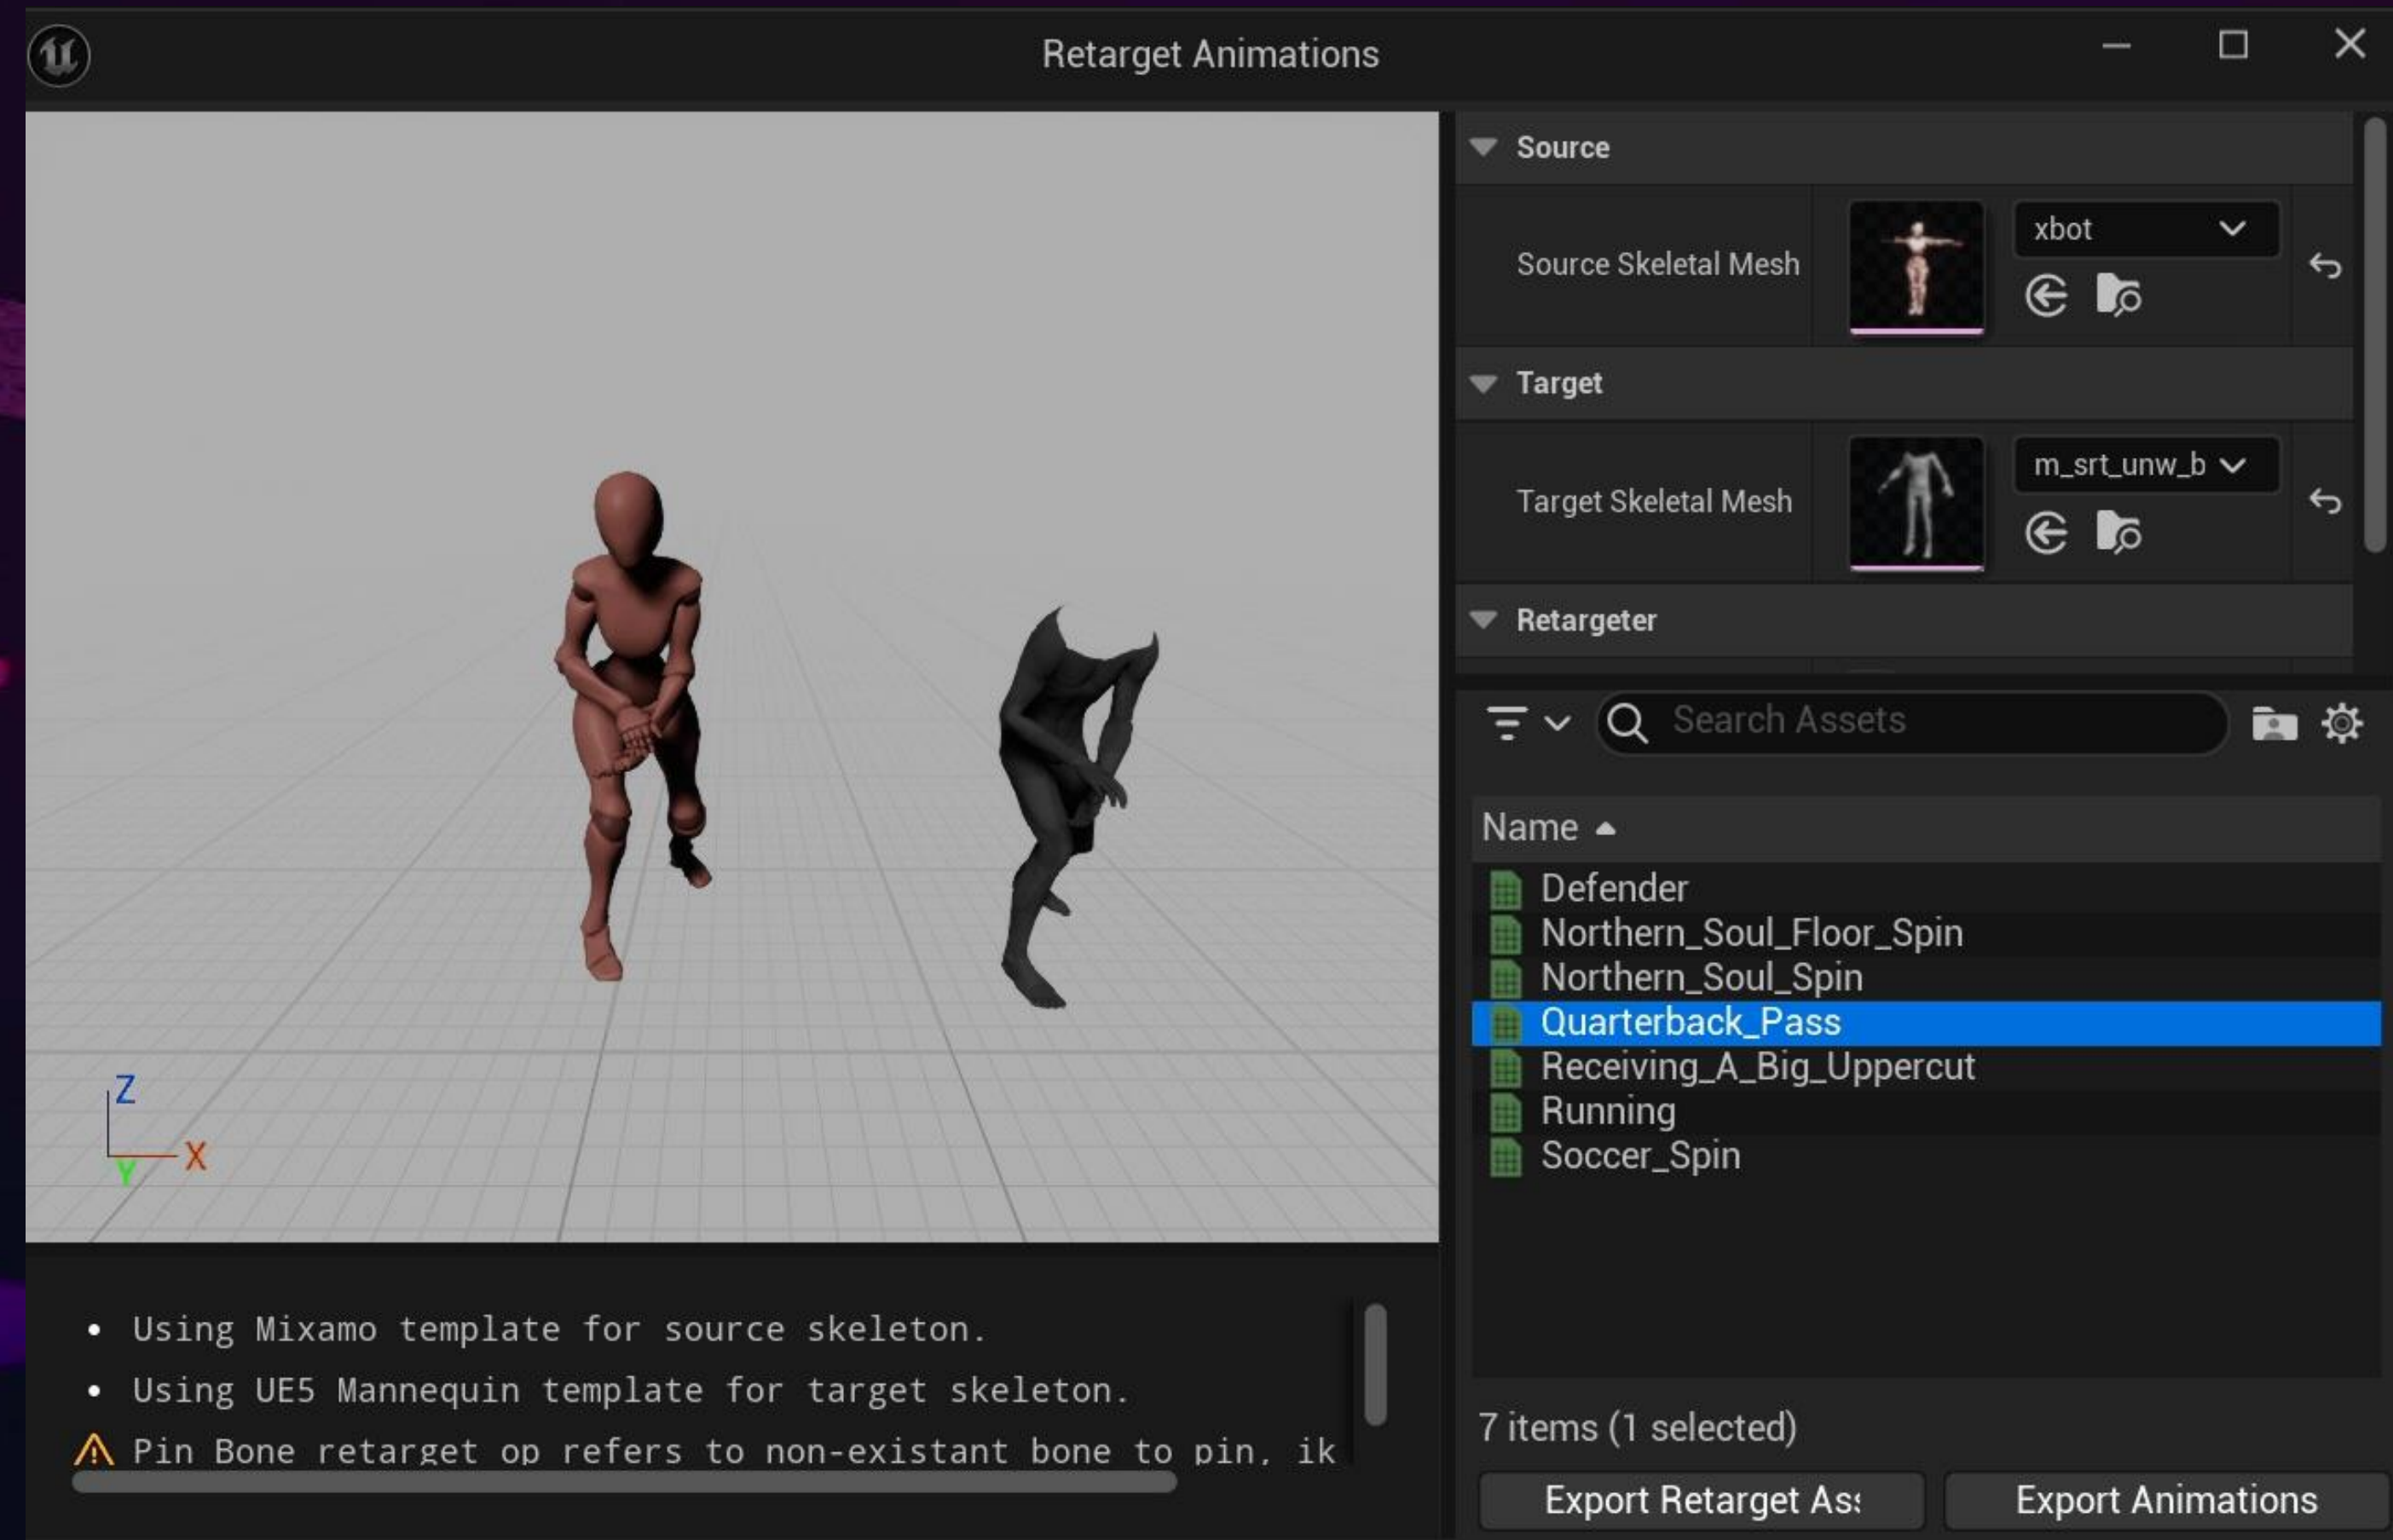 Retarget Animations
Source
Source Skeletal Mesh
xbot
Target
Target Skeletal Mesh
m_srt_unw_b
Retargeter
Search Assets
Name
Defender
Northern_Soul_Floor_Spin
Northern_Soul_Spin
Quarterback_Pass
Receiving_A_Big_Uppercut
Running
Soccer_Spin
7 items (1 selected)
Export Retarget Ass
Export Animations
Z
X
Y
• Using Mixamo template for source skeleton.
• Using UE5 Mannequin template for target skeleton.
Pin Bone retarget op refers to non-existant bone to pin, ik